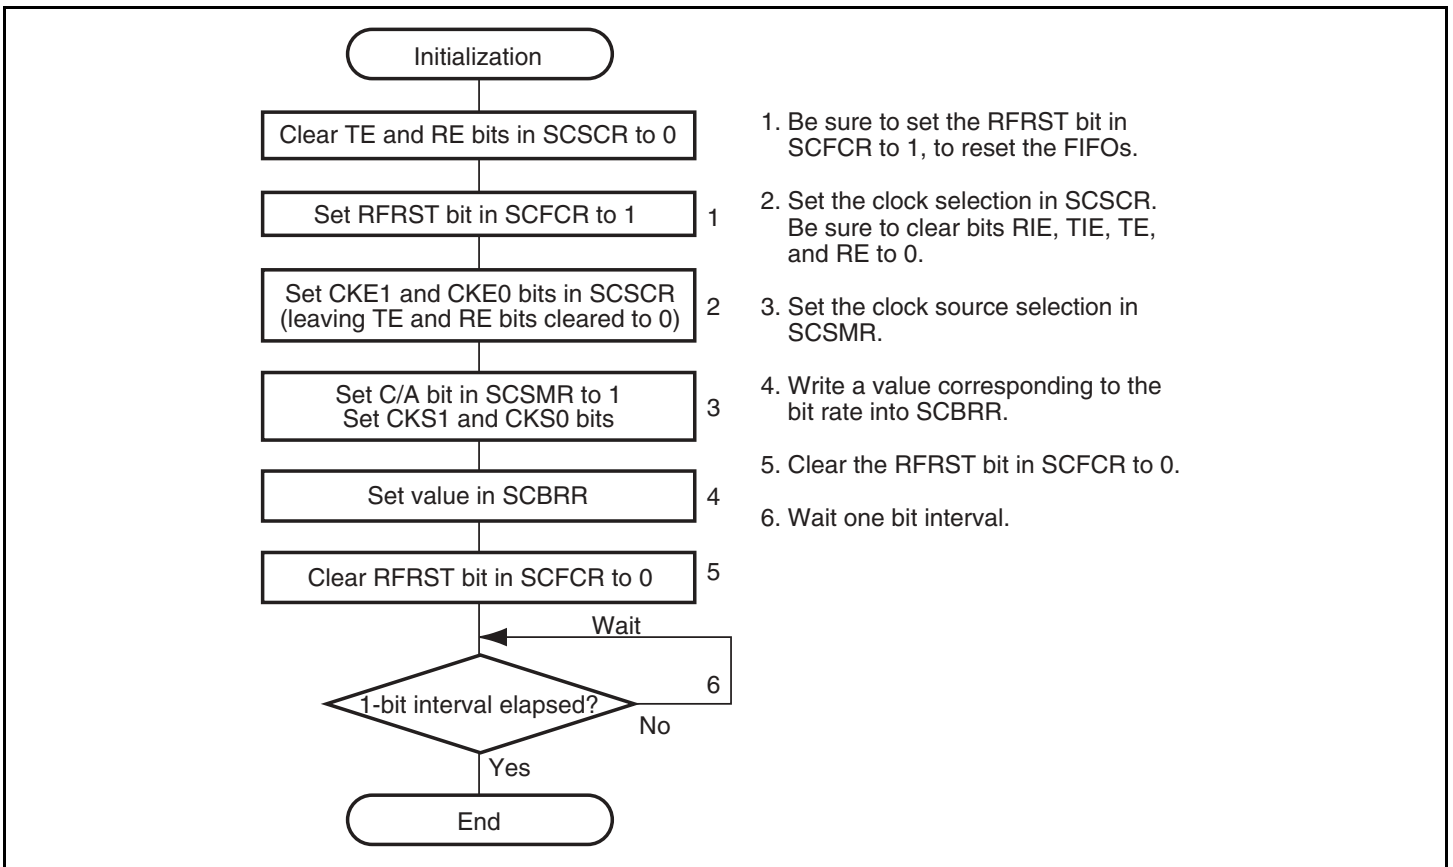 Initialization
Clear TE and RE bits in SCSCR to 0
Set RFRST bit in SCFCR to 1
1
Set CKE1 and CKE0 bits in SCSCR
(leaving TE and RE bits cleared to 0)
2
Set C/A bit in SCSMR to 1
Set CKS1 and CKS0 bits
3
Set value in SCBRR
4
Clear RFRST bit in SCFCR to 0
5
Wait
1-bit interval elapsed?
6
No
Yes
End
1. Be sure to set the RFRST bit in
SCFCR to 1, to reset the FIFOs.
2. Set the clock selection in SCSCR.
Be sure to clear bits RIE, TIE, TE,
and RE to 0.
3. Set the clock source selection in
SCSMR.
4. Write a value corresponding to the
bit rate into SCBRR.
5. Clear the RFRST bit in SCFCR to 0.
6. Wait one bit interval.